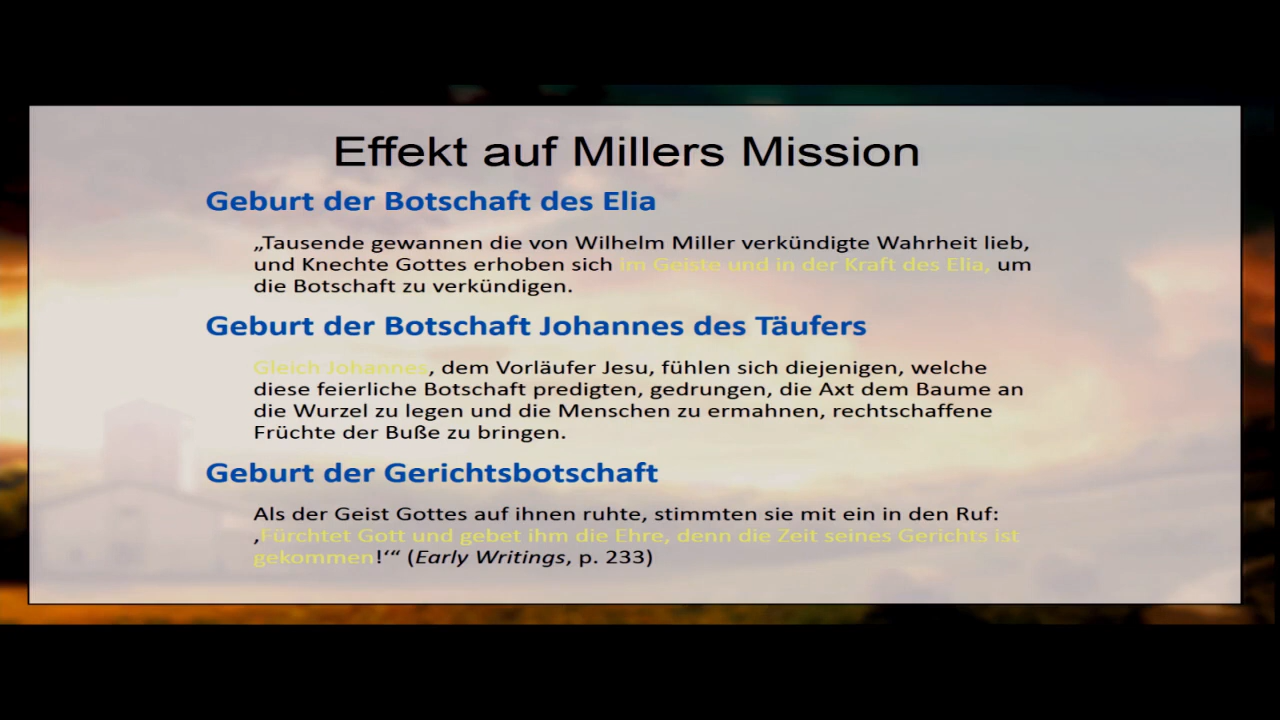 Effekt auf Millers Mission
Geburt der Botschaft des Elia
„Tausende gewannen die von Wilhelm Miller verkündigte Wahrheit lieb,
und Knechte Gottes erhoben sich im Geiste und in der Kraft des Elia, um
die Botschaft zu verkündigen.
Geburt der Botschaft Johannes des Täufers
Gleich Johannes, dem Vorläufer Jesu, fühlen sich diejenigen, welche
diese feierliche Botschaft predigten, gedrungen, die Axt dem Baume an
die Wurzel zu legen und die Menschen zu ermahnen, rechtschaffene
Früchte der Buße zu bringen.
Geburt der Gerichtsbotschaft
Als der Geist Gottes auf ihnen ruhte, stimmten sie mit ein in den Ruf:
‚Fürchtet Gott und gebet ihm die Ehre, denn die Zeit seines Gerichts ist
gekommen!‘“ (Early Writings, p. 233)